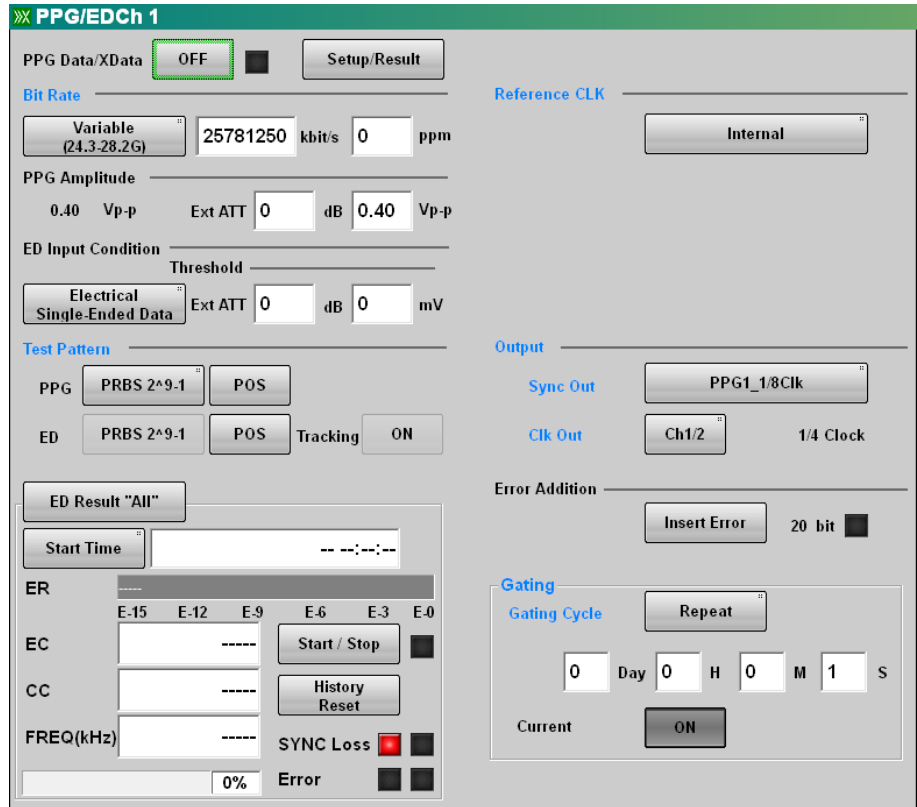 PPG/EDCh 1
PPG Data/XData OFF Setup/Result
Bit Rate
Variable
(24.3-28.2G)
25781250 kbit/s 0 ppm
PPG Amplitude
0.40 Vp-p Ext ATT 0 dB 0.40 Vp-p
ED Input Condition
Threshold
Electrical
Single-Ended Data
Ext ATT 0 dB 0 mV
Test Pattern
PPG PRBS 2^9-1 POS
ED PRBS 2^9-1 POS Tracking ON
ED Result "All"
Start Time -- --:--:--
ER -----
E-15 E-12 E-9 E-6 E-3 E-0
EC ----- Start / Stop
CC ----- History
Reset
FREQ(kHz) ----- SYNC Loss
0% Error
Reference CLK
Internal
Output
Sync Out PPG1_1/8Clk
Clk Out Ch1/2 1/4 Clock
Error Addition
Insert Error 20 bit
Gating
Gating Cycle Repeat
0 Day 0 H 0 M 1 S
Current ON